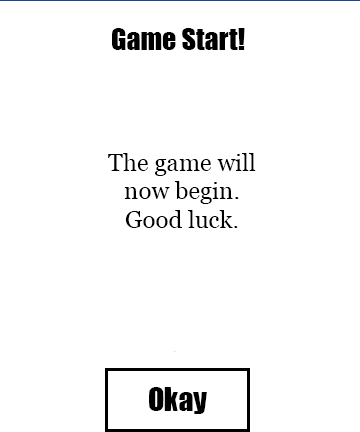 Game Start!
The game will
now begin.
Good luck.
Okay